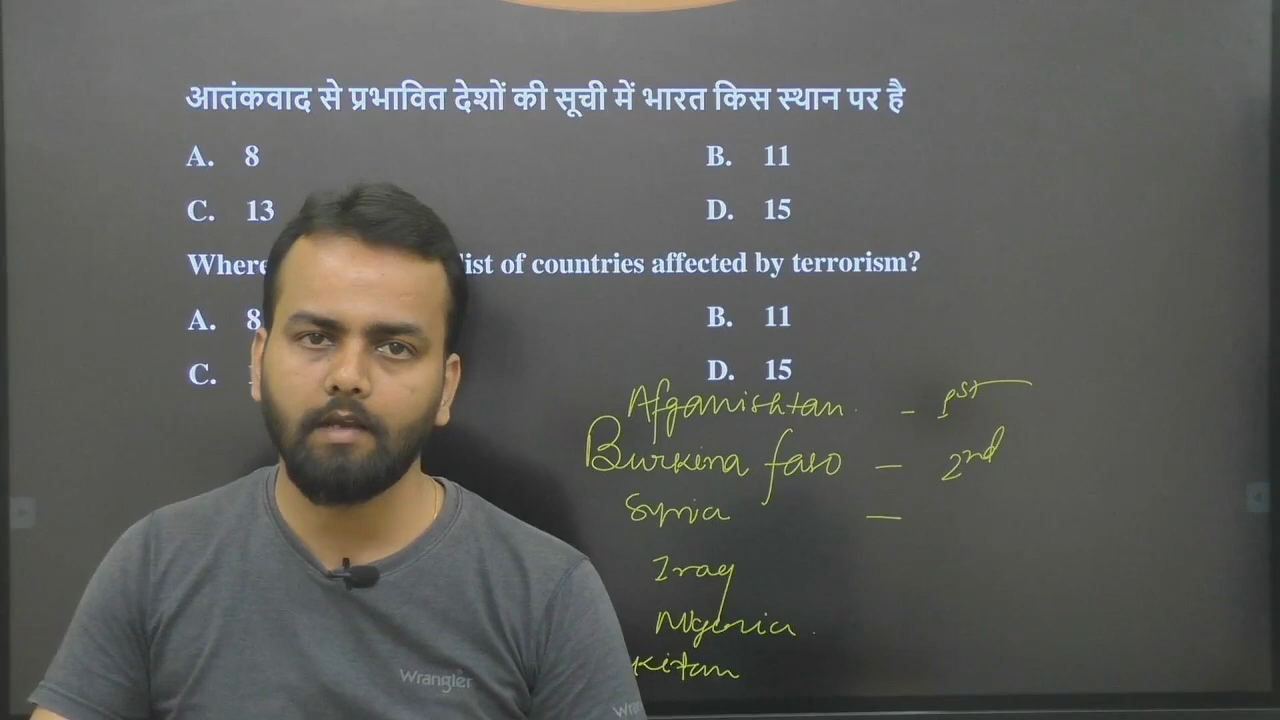 आतंकवाद से प्रभावित देशों की सूची में भारत किस स्थान पर है
A. 8 B. 11
C. 13 D. 15
Where list of countries affected by terrorism?
A. 8 B. 11
C. D. 15
Afganishtan - 1st
Burkina faso - 2nd
Syria -
Iraq
Nigeria
kitan
Wrangler